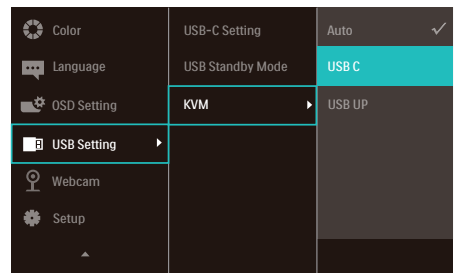 Color
Language
OSD Setting
USB Setting
Webcam
Setup
USB-C Setting
USB Standby Mode
KVM
Auto
USB C
USB UP